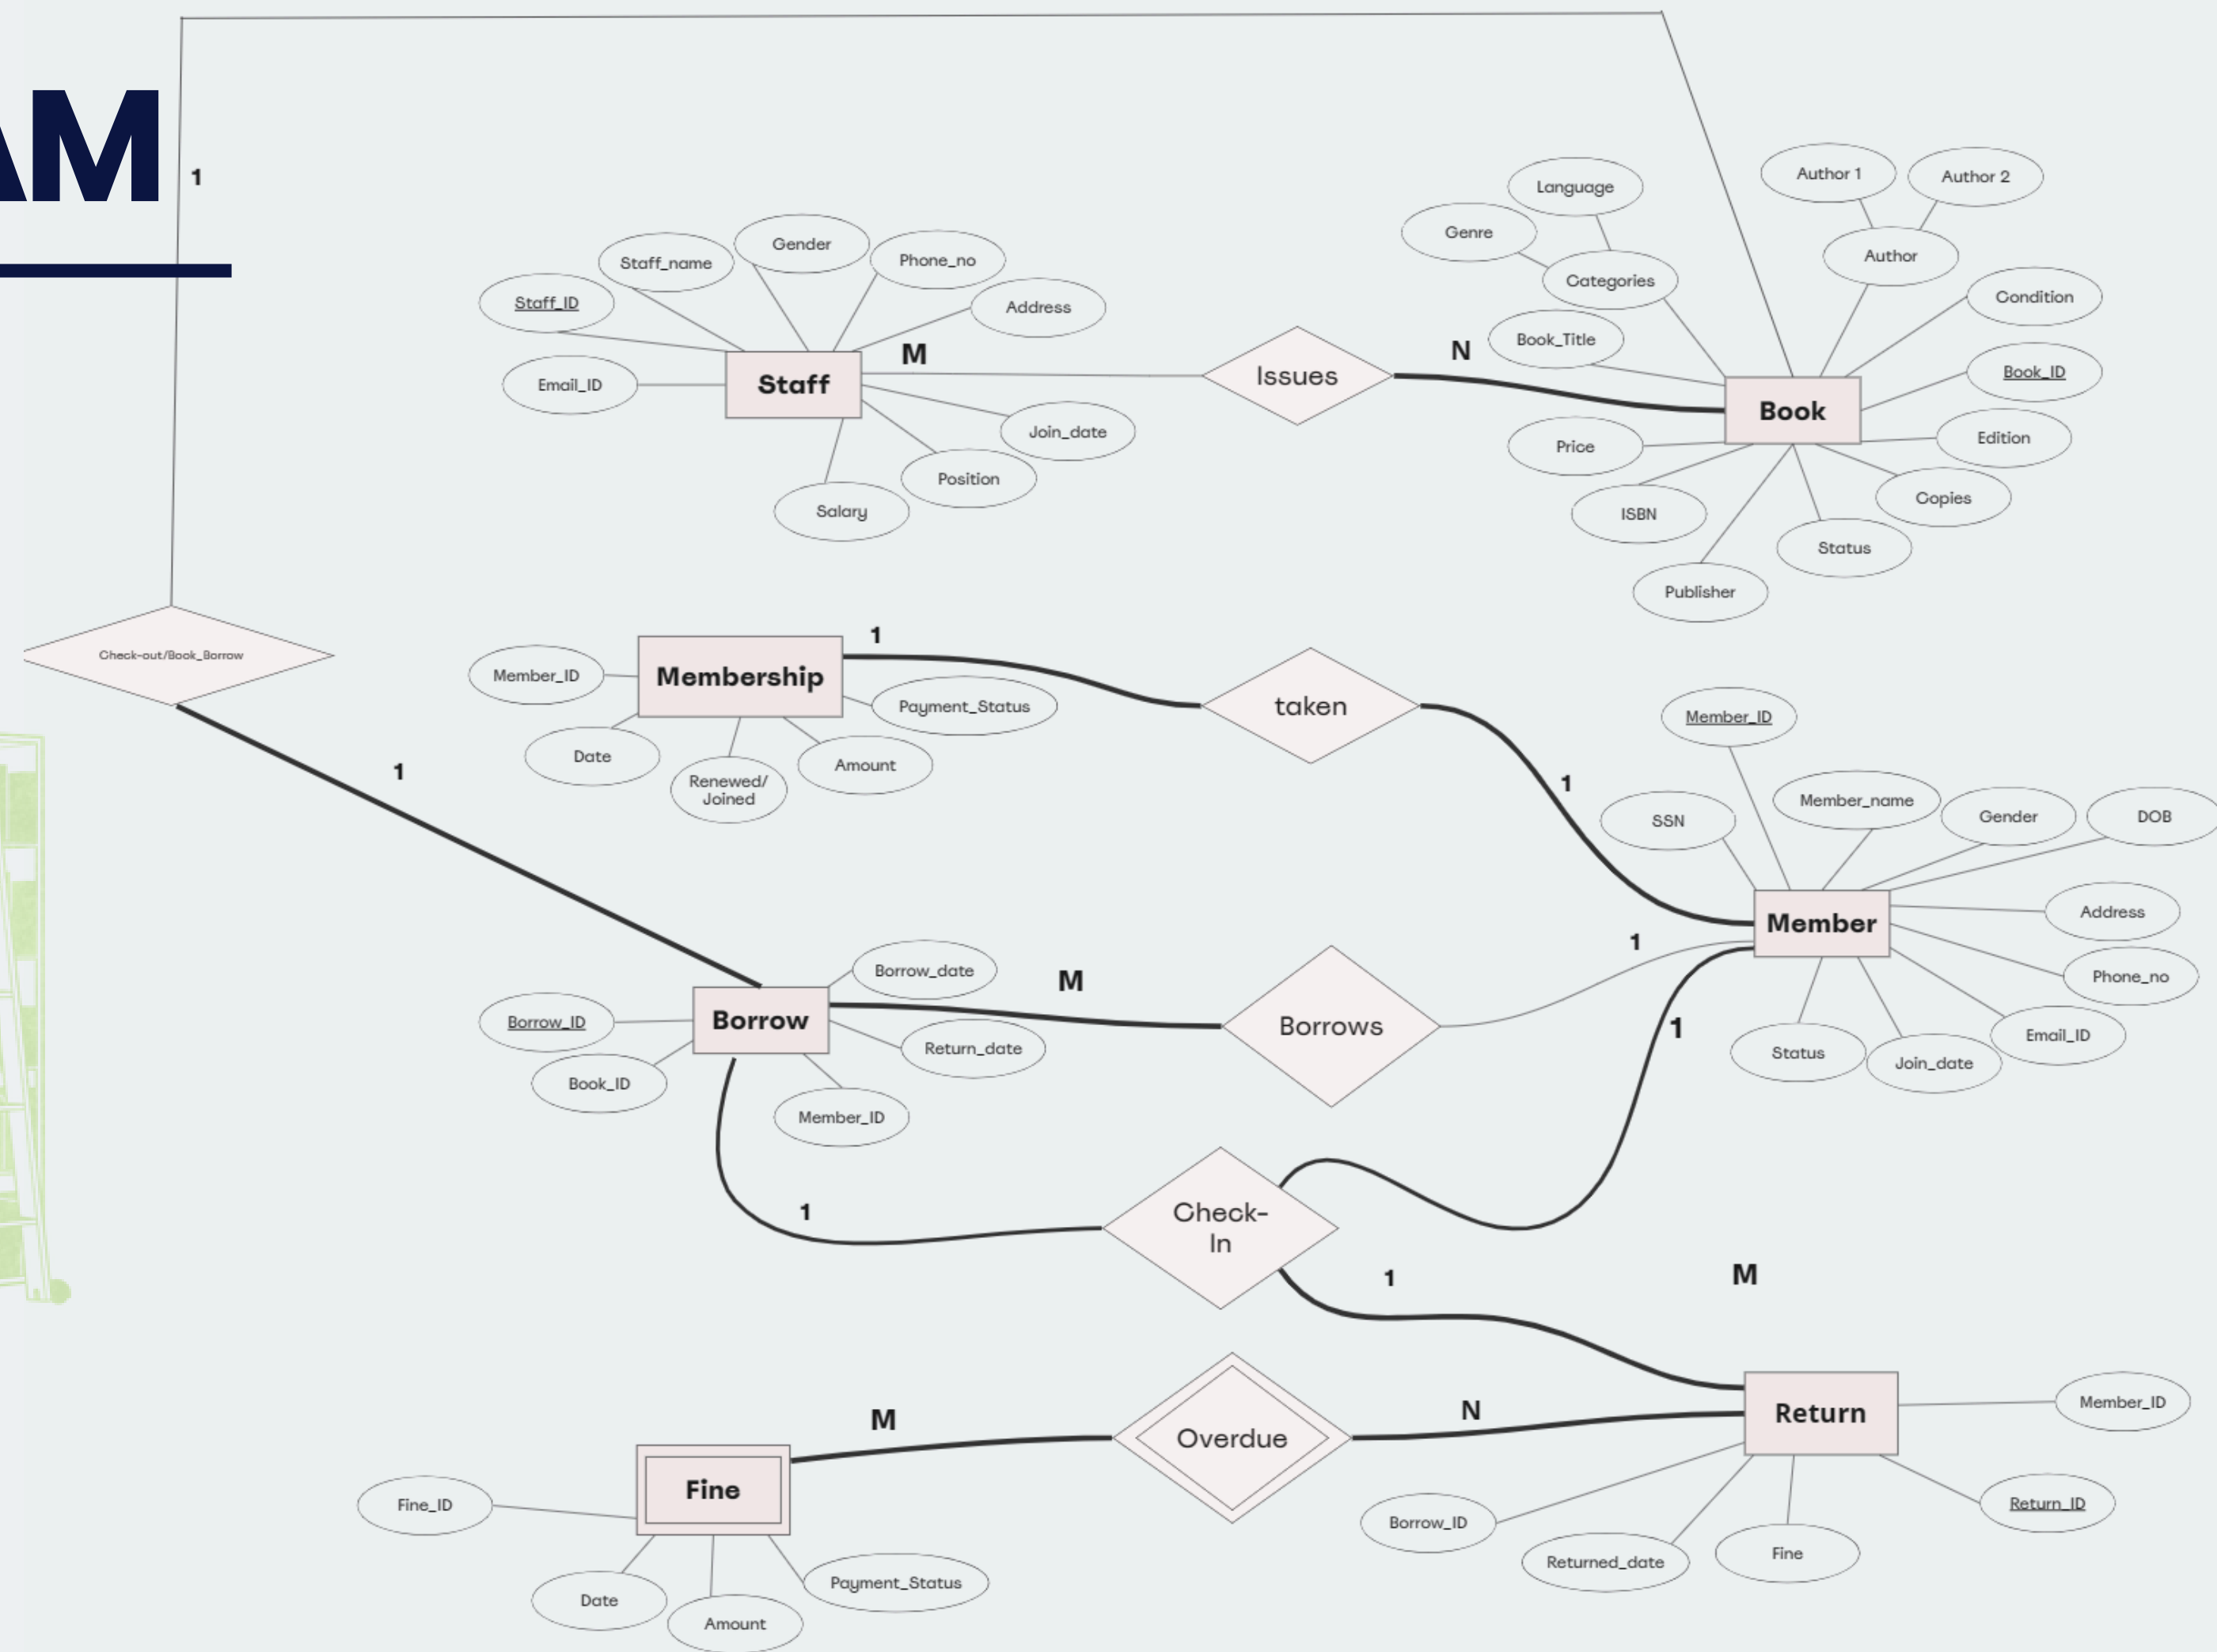 AM
1
Language
Author 1
Author 2
Genre
Categories
Author
Staff_name
Gender
Phone_no
Staff_ID
Address
Condition
Book_Title
Book_ID
M
N
Email_ID
Staff
Issues
Book
Join_date
Price
Edition
Position
Copies
Salary
ISBN
Status
Publisher
Check-out/Book_Borrow
1
Member_ID
Membership
Payment_Status
taken
Member_ID
Date
Renewed/
Joined
Amount
1
1
SSN
Member_name
Gender
DOB
Member
Address
1
Borrow_date
M
Phone_no
Borrow_ID
Borrow
Borrows
1
Email_ID
Return_date
Status
Join_date
Book_ID
Member_ID
1
Check-
In
1
M
Overdue
M
N
Return
Member_ID
Fine_ID
Fine
Return_ID
Borrow_ID
Returned_date
Fine
Date
Amount
Payment_Status